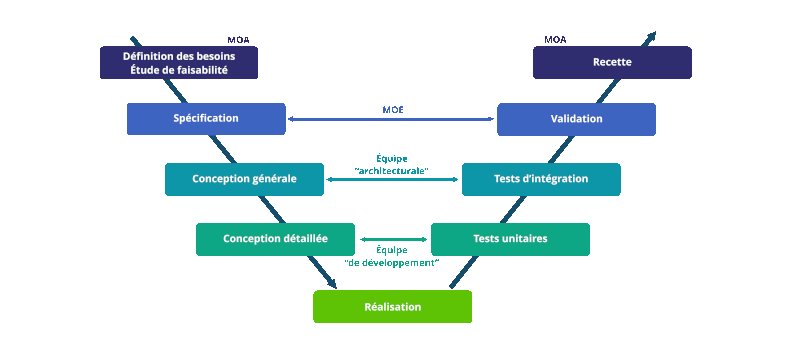 MOA
MOA
Définition des besoins
Étude de faisabilité
Recette
Spécification
MOE
Validation
Équipe
"architecturale"
Conception générale
Tests d'intégration
Conception détaillée
Tests unitaires
Équipe
"de développement"
Réalisation